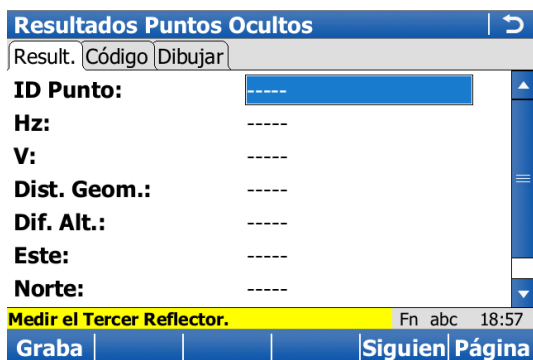 Resultados Puntos Ocultos
Result. Código Dibujar
ID Punto: -----
Hz: -----
V: -----
Dist. Geom.: -----
Dif. Alt.: -----
Este: -----
Norte: -----
Medir el Tercer Reflector. Fn abc 18:57
Graba Siguien Página